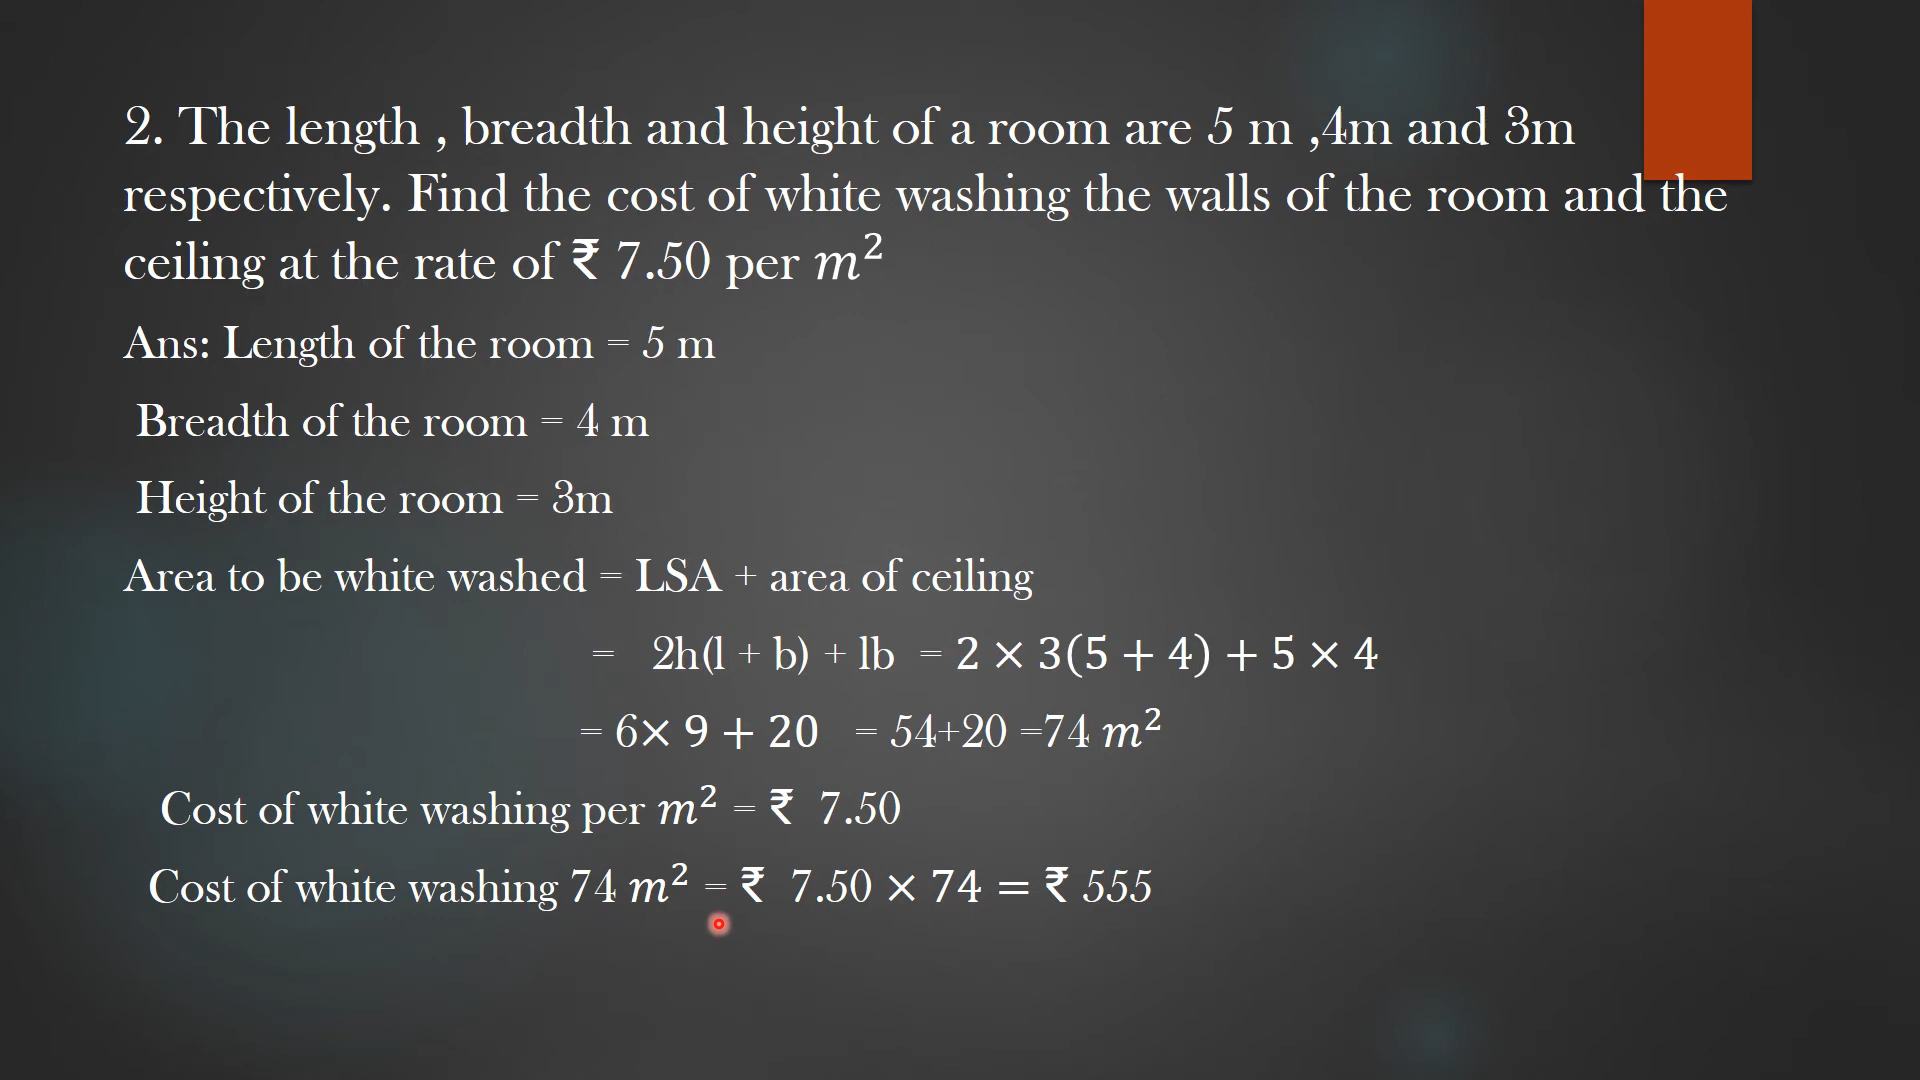 2. The length , breadth and height of a room are 5 m ,4m and 3m
respectively. Find the cost of white washing the walls of the room and the
ceiling at the rate of ₹ 7.50 per m²
Ans: Length of the room = 5 m
Breadth of the room = 4 m
Height of the room = 3m
Area to be white washed = LSA + area of ceiling
= 2h(l + b) + lb = 2 × 3(5 + 4) + 5 × 4
= 6× 9 + 20 = 54+20 =74 m²
Cost of white washing per m² = ₹ 7.50
Cost of white washing 74 m² = ₹ 7.50 × 74 = ₹ 555